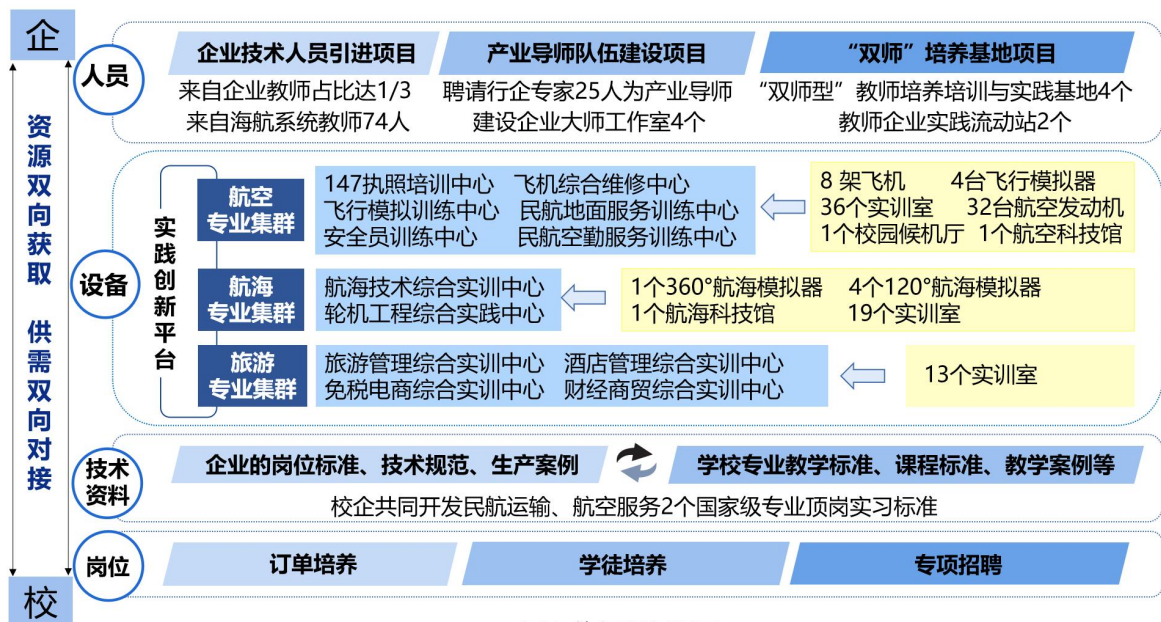 企
资源双向获取 供需双向对接
校
人员
企业技术人员引进项目
来自企业教师占比达1/3
来自海航系统教师74人
产业导师队伍建设项目
聘请行企专家25人为产业导师
建设企业大师工作室4个
“双师”培养基地项目
“双师型”教师培养培训与实践基地4个
教师企业实践流动站2个
设备
实践创新平台
航空
专业集群
147执照培训中心 飞机综合维修中心
飞行模拟训练中心 民航地面服务训练中心
安全员训练中心 民航空勤服务训练中心
8 架飞机 4台飞行模拟器
36个实训室 32台航空发动机
1个校园候机厅 1个航空科技馆
航海
专业集群
航海技术综合实训中心
轮机工程综合实践中心
1个360°航海模拟器 4个120°航海模拟器
1个航海科技馆 19个实训室
旅游
专业集群
旅游管理综合实训中心 酒店管理综合实训中心
免税电商综合实训中心 财经商贸综合实训中心
13个实训室
技术
资料
企业的岗位标准、技术规范、生产案例
学校专业教学标准、课程标准、教学案例等
校企共同开发民航运输、航空服务2个国家级专业顶岗实习标准
岗位
订单培养
学徒培养
专项招聘